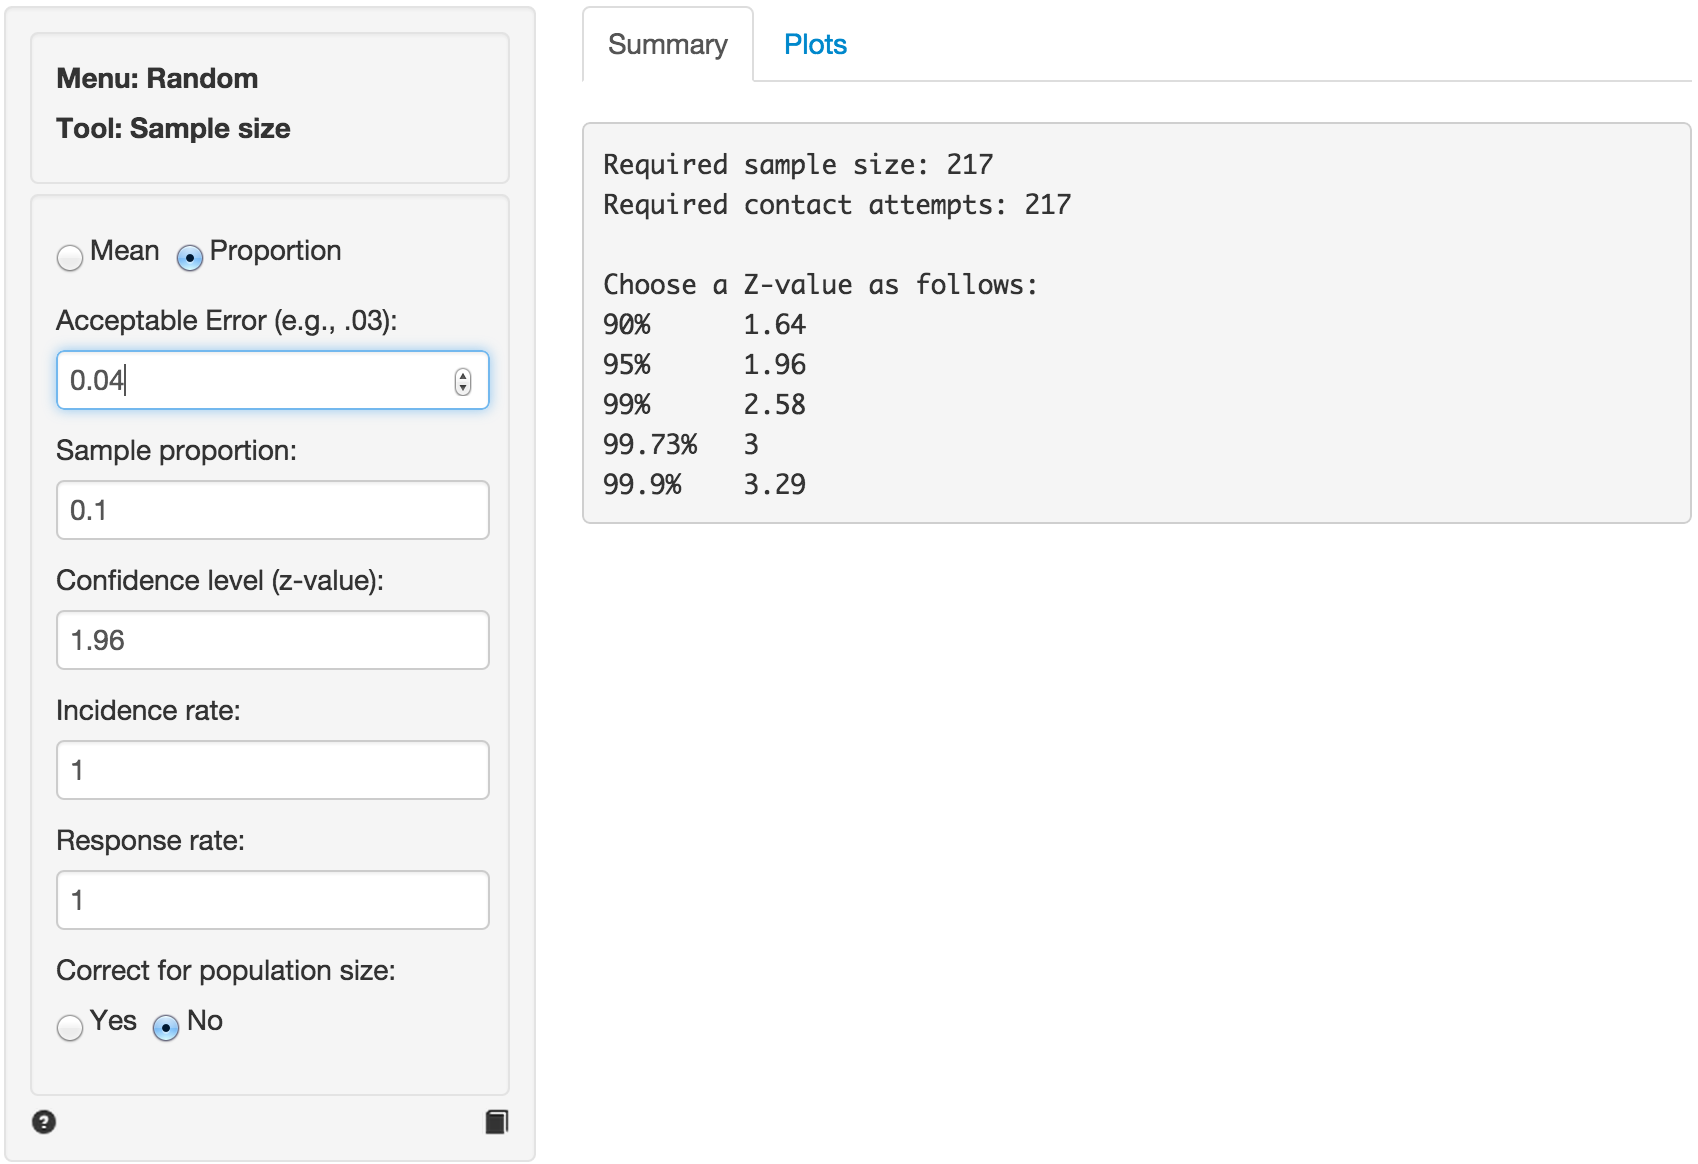 Menu: Random
Tool: Sample size
Mean Proportion
Acceptable Error (e.g., .03):
0.04
Sample proportion:
0.1
Confidence level (z-value):
1.96
Incidence rate:
1
Response rate:
1
Correct for population size:
Yes No
?
Summary Plots
Required sample size: 217
Required contact attempts: 217
Choose a Z-value as follows:
90% 1.64
95% 1.96
99% 2.58
99.73% 3
99.9% 3.29